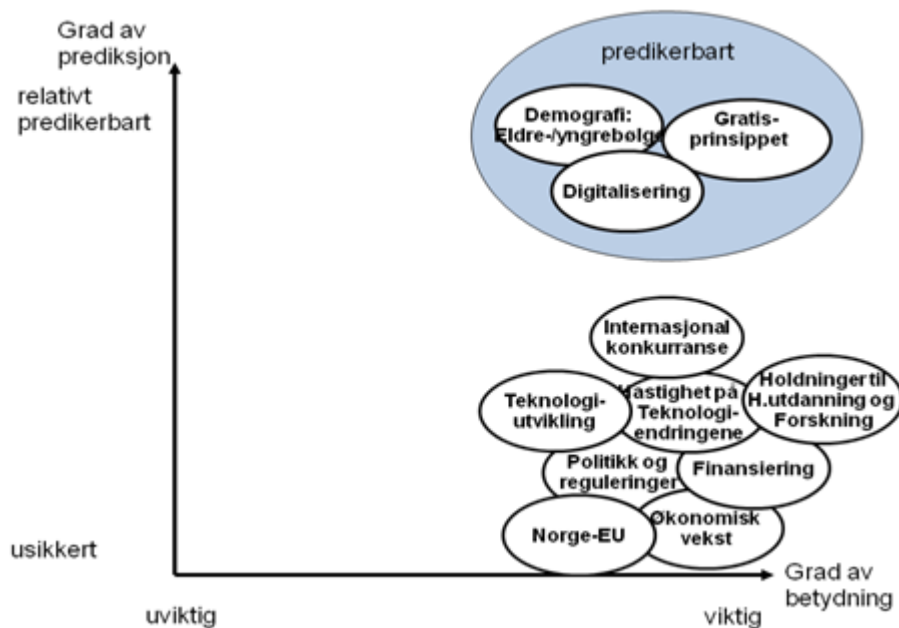 Grad av
prediksjon
relativt
predikerbart
predikerbart
Demografi:
Eldre-/yngrebølge
Gratis-
prinsippet
Digitalisering
Internasjonal
konkurranse
Teknologi-
utvikling
Hastighet på
Teknologi-
endringene
Holdninger til
H.utdanning og
Forskning
Politikk og
reguleringer
Finansiering
Norge-EU
Økonomisk
vekst
usikkert
uviktig
viktig
Grad av
betydning